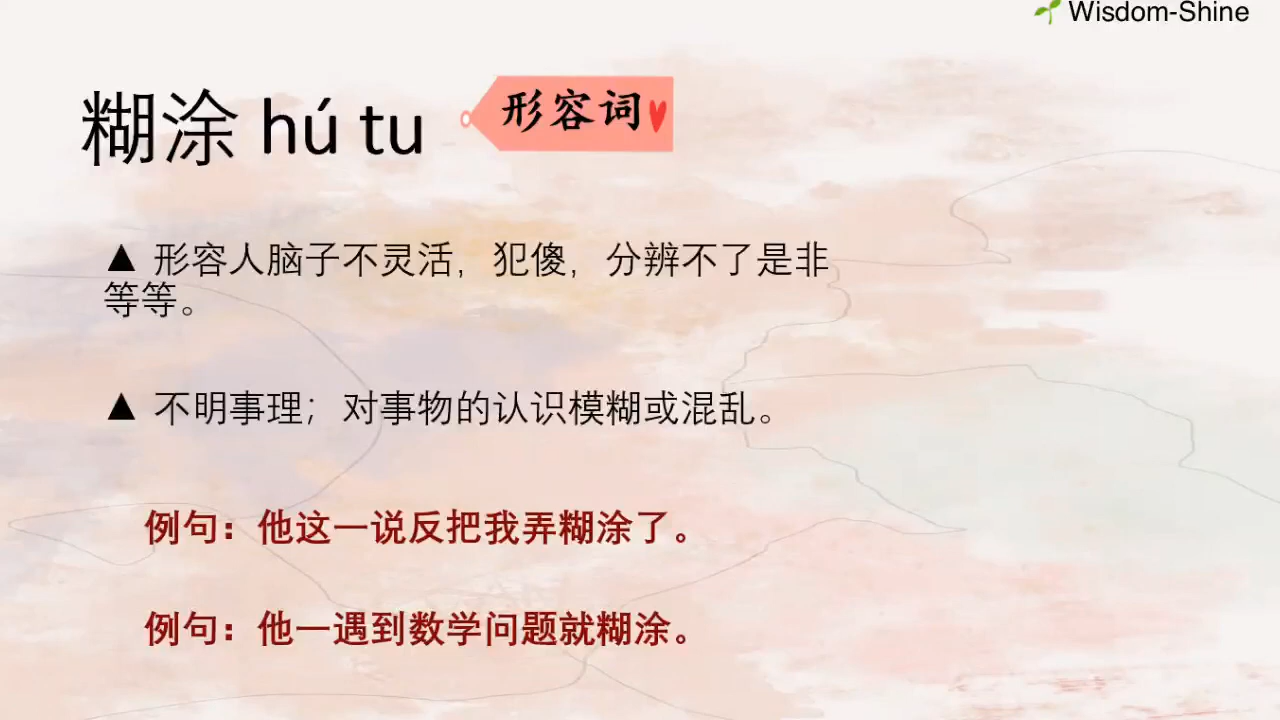 Wisdom-Shine
糊涂 hú tu
形容词
▲ 形容人脑子不灵活，犯傻，分辨不了是非
等等。
▲ 不明事理；对事物的认识模糊或混乱。
例句：他这一说反把我弄糊涂了。
例句：他一遇到数学问题就糊涂。